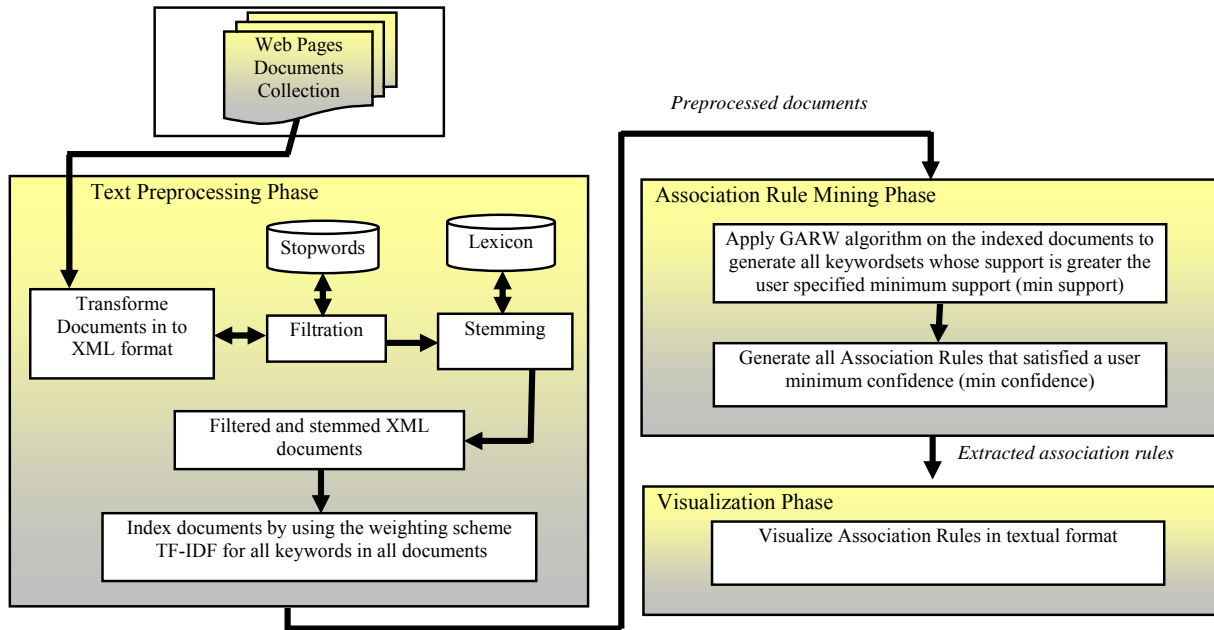 Web Pages
Documents
Collection
Text Preprocessing Phase
Stopwords
Lexicon
Transforme
Documents in to
XML format
Filtration
Stemming
Filtered and stemmed XML
documents
Index documents by using the weighting scheme
TF-IDF for all keywords in all documents
Preprocessed documents
Association Rule Mining Phase
Apply GARW algorithm on the indexed documents to
generate all keywordsets whose support is greater the
user specified minimum support (min support)
Generate all Association Rules that satisfied a user
minimum confidence (min confidence)
Extracted association rules
Visualization Phase
Visualize Association Rules in textual format